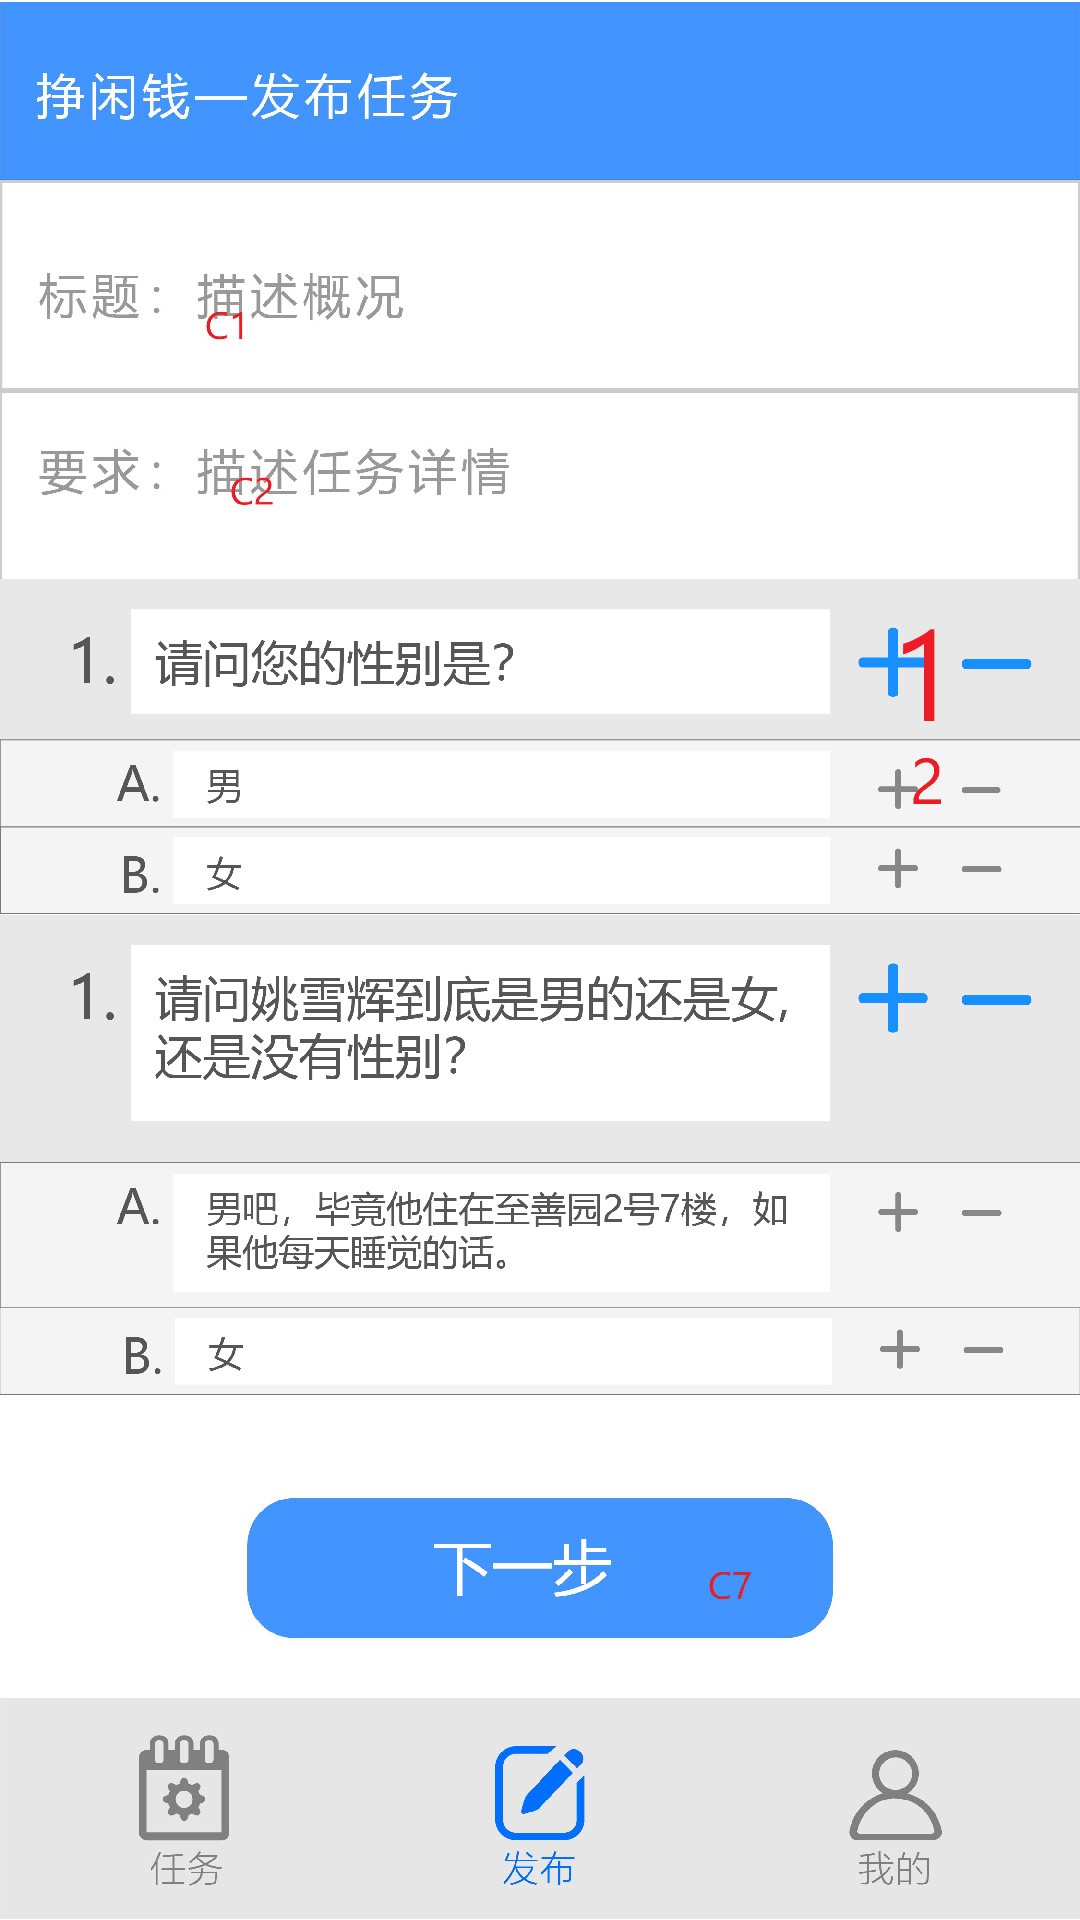 挣闲钱—发布任务
标题：描述概况
C1
要求：描述任务详情
C2
1. 请问您的性别是？
1
A. 男
2
B. 女
1. 请问姚雪辉到底是男的还是女，
还是没有性别？
A. 男吧，毕竟他住在至善园2号7楼，如
果他每天睡觉的话。
B. 女
下一步
C7
任务 发布 我的